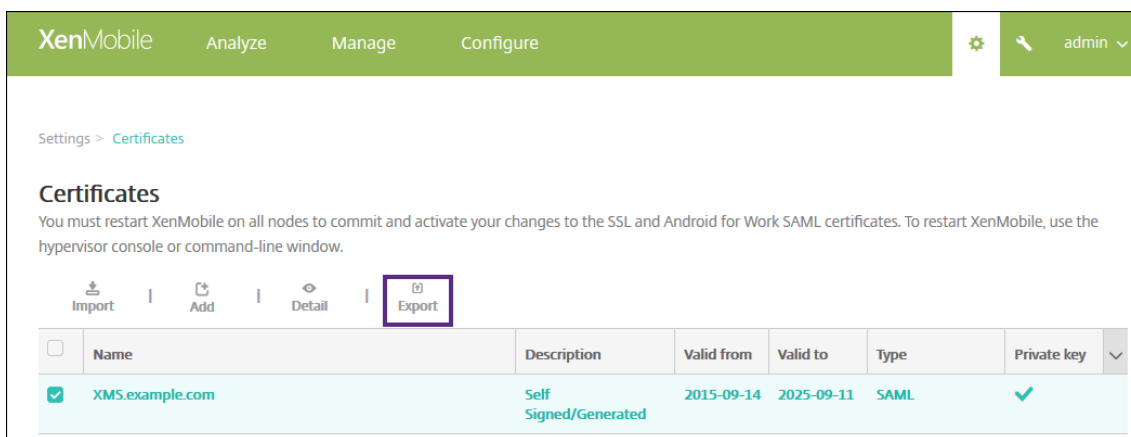 XenMobile Analyze Manage Configure admin
Settings > Certificates
Certificates
You must restart XenMobile on all nodes to commit and activate your changes to the SSL and Android for Work SAML certificates. To restart XenMobile, use the
hypervisor console or command-line window.
Import | Add | Detail | Export
Name Description Valid from Valid to Type Private key
XMS.example.com Self 2015-09-14 2025-09-11 SAML
Signed/Generated